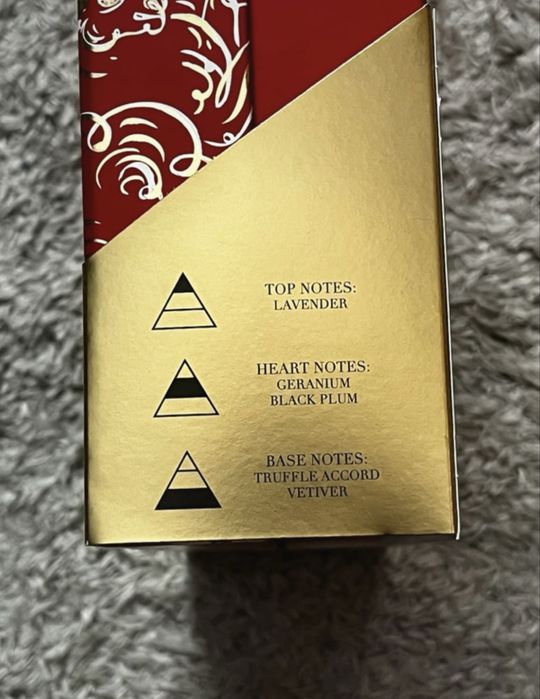 TOP NOTES:
LAVENDER
HEART NOTES:
GERANIUM
BLACK PLUM
BASE NOTES:
TRUFFLE ACCORD
VETIVER